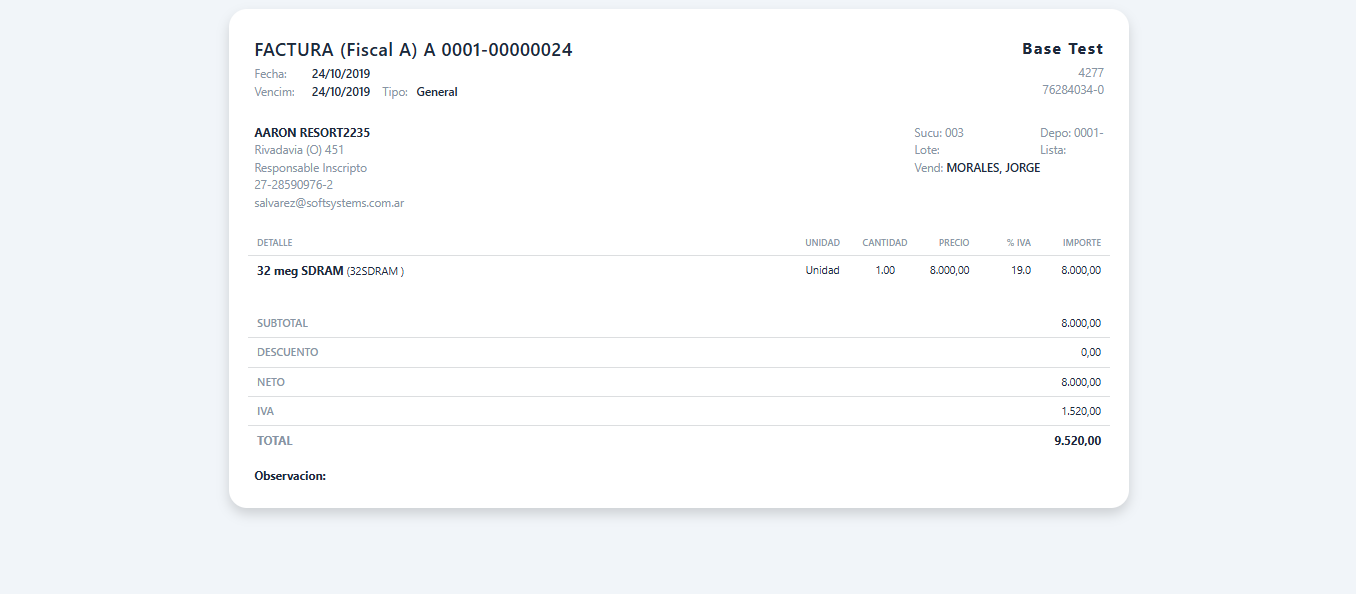 FACTURA (Fiscal A) A 0001-00000024
Base Test
Fecha: 24/10/2019
4277
Vencim: 24/10/2019 Tipo: General
76284034-0
AARON RESORT2235
Sucu: 003 Depo: 0001-
Rivadavia (O) 451
Lote: Lista:
Responsable Inscripto
Vend: MORALES, JORGE
27-28590976-2
salvarez@softsystems.com.ar
DETALLE UNIDAD CANTIDAD PRECIO % IVA IMPORTE
32 meg SDRAM (32SDRAM ) Unidad 1.00 8.000,00 19.0 8.000,00
SUBTOTAL 8.000,00
DESCUENTO 0,00
NETO 8.000,00
IVA 1.520,00
TOTAL 9.520,00
Observacion: